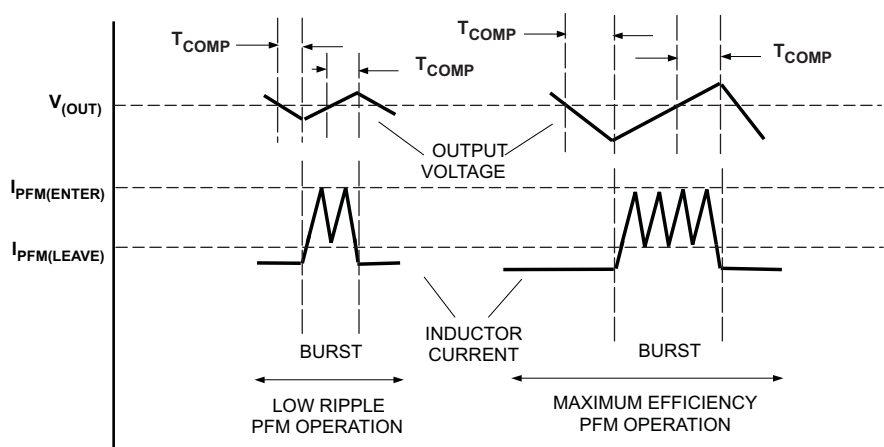 T_COMP
T_COMP
T_COMP
T_COMP
V_(OUT)
OUTPUT
VOLTAGE
I_PFM(ENTER)
I_PFM(LEAVE)
INDUCTOR
CURRENT
BURST
BURST
LOW RIPPLE
PFM OPERATION
MAXIMUM EFFICIENCY
PFM OPERATION